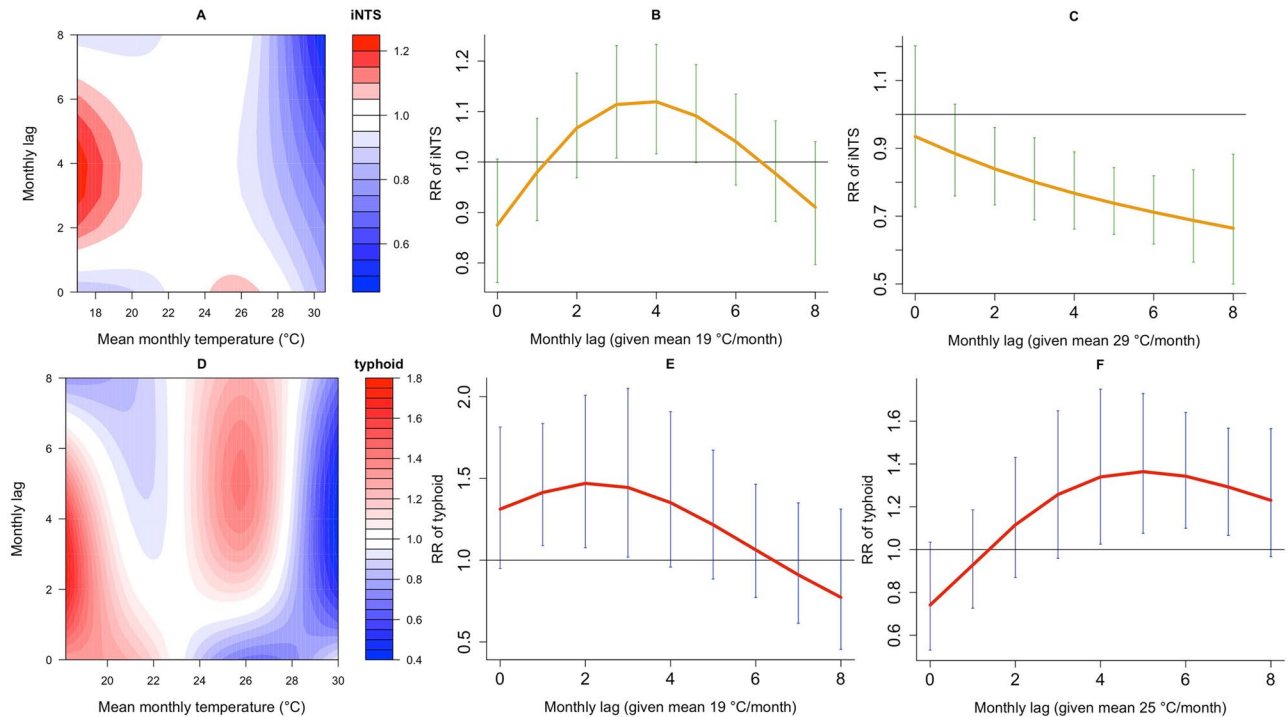 A
iNTS
B
C
Monthly lag
8
6
4
2
0
18 20 22 24 26 28 30
Mean monthly temperature (°C)
1.2
1.0
0.8
0.6
RR of iNTS
1.2
1.1
1.0
0.9
0.8
0 2 4 6 8
Monthly lag (given mean 19 °C/month)
RR of iNTS
1.1
0.9
0.7
0.5
0 2 4 6 8
Monthly lag (given mean 29 °C/month)
D
typhoid
E
F
Monthly lag
8
6
4
2
0
20 22 24 26 28 30
Mean monthly temperature (°C)
1.8
1.6
1.4
1.2
1.0
0.8
0.6
0.4
RR of typhoid
2.0
1.5
1.0
0.5
0 2 4 6 8
Monthly lag (given mean 19 °C/month)
RR of typhoid
1.6
1.4
1.2
1.0
0.8
0.6
0 2 4 6 8
Monthly lag (given mean 25 °C/month)